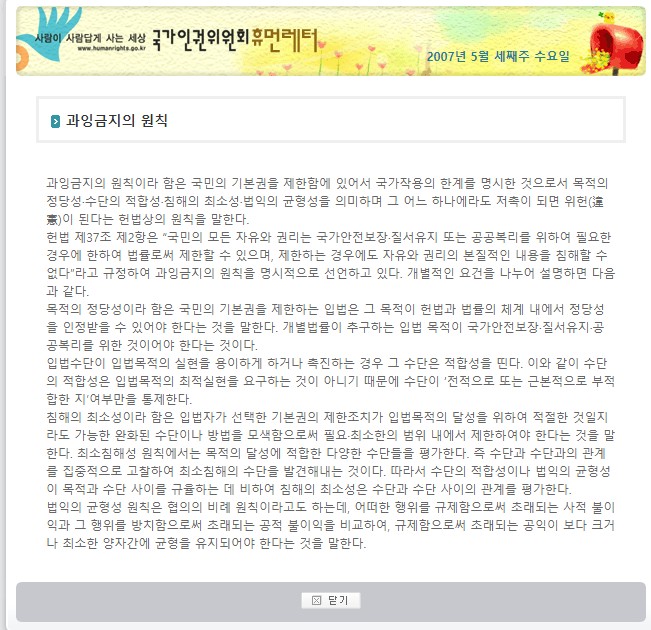 사람이 사람답게 사는 세상
www.humanrights.go.kr
국가인권위원회 휴먼레터
2007년 5월 세째주 수요일
과잉금지의 원칙
과잉금지의 원칙이라 함은 국민의 기본권을 제한함에 있어서 국가작용의 한계를 명시한 것으로서 목적의
정당성·수단의 적합성·침해의 최소성·법익의 균형성을 의미하며 그 어느 하나에라도 저촉이 되면 위헌(違
憲)이 된다는 헌법상의 원칙을 말한다.
헌법 제37조 제2항은 “국민의 모든 자유와 권리는 국가안전보장·질서유지 또는 공공복리를 위하여 필요한
경우에 한하여 법률로써 제한할 수 있으며, 제한하는 경우에도 자유와 권리의 본질적인 내용을 침해할 수
없다”라고 규정하여 과잉금지의 원칙을 명시적으로 선언하고 있다. 개별적인 요건을 나누어 설명하면 다음
과 같다.
목적의 정당성이라 함은 국민의 기본권을 제한하는 입법은 그 목적이 헌법과 법률의 체계 내에서 정당성
을 인정받을 수 있어야 한다는 것을 말한다. 개별법률이 추구하는 입법 목적이 국가안전보장·질서유지·공
공복리를 위한 것이어야 한다는 것이다.
입법수단이 입법목적의 실현을 용이하게 하거나 촉진하는 경우 그 수단은 적합성을 띤다. 이와 같이 수단
의 적합성은 입법목적의 최적실현을 요구하는 것이 아니기 때문에 수단이 ‘전적으로 또는 근본적으로 부적
합한 지’여부만을 통제한다.
침해의 최소성이라 함은 입법자가 선택한 기본권의 제한조치가 입법목적의 달성을 위하여 적절한 것일지
라도 가능한 완화된 수단이나 방법을 모색함으로써 필요·최소한의 범위 내에서 제한하여야 한다는 것을 말
한다. 최소침해성 원칙에서는 목적의 달성에 적합한 다양한 수단들을 평가한다. 즉 수단과 수단과의 관계
를 집중적으로 고찰하여 최소침해의 수단을 발견해내는 것이다. 따라서 수단의 적합성이나 법익의 균형성
이 목적과 수단 사이를 규율하는 데 비하여 침해의 최소성은 수단과 수단 사이의 관계를 평가한다.
법익의 균형성 원칙은 협의의 비례 원칙이라고도 하는데, 어떠한 행위를 규제함으로써 초래되는 사적 불이
익과 그 행위를 방치함으로써 초래되는 공적 불이익을 비교하여, 규제함으로써 초래되는 공익이 보다 크거
나 최소한 양자간에 균형을 유지되어야 한다는 것을 말한다.
닫기